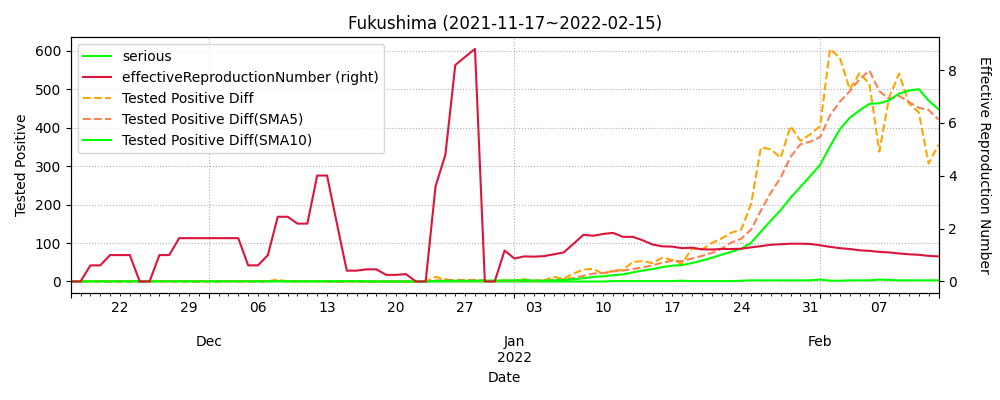 Fukushima (2021-11-17~2022-02-15)
serious
effectiveReproductionNumber (right)
Tested Positive Diff
Tested Positive Diff(SMA5)
Tested Positive Diff(SMA10)
Tested Positive
600
500
400
300
200
100
0
8
6
4
2
0
Effective Reproduction Number
22 29 06 13 20 27 03 10 17 24 31 07
Dec Jan Feb
2022
Date